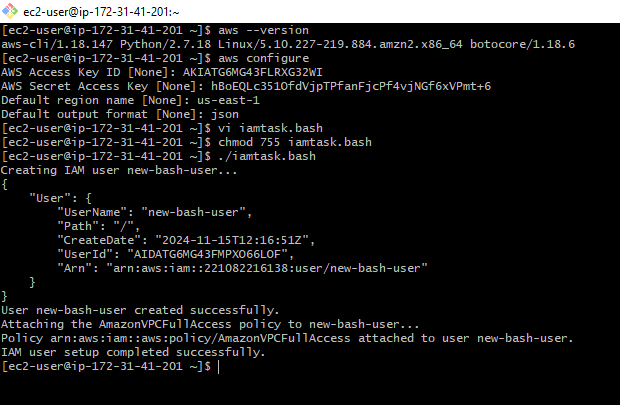 ec2-user@ip-172-31-41-201:~
[ec2-user@ip-172-31-41-201 ~]$ aws --version
aws-cli/1.18.147 Python/2.7.18 Linux/5.10.227-219.884.amzn2.x86_64 botocore/1.18.6
[ec2-user@ip-172-31-41-201 ~]$ aws configure
AWS Access Key ID [None]: AKIATG6MG43FLRXG32WI
AWS Secret Access Key [None]: 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
Default region name [None]: us-east-1
Default output format [None]: json
[ec2-user@ip-172-31-41-201 ~]$ vi iamtask.bash
[ec2-user@ip-172-31-41-201 ~]$ chmod 755 iamtask.bash
[ec2-user@ip-172-31-41-201 ~]$ ./iamtask.bash
Creating IAM user new-bash-user...
{
    "User": {
        "UserName": "new-bash-user",
        "Path": "/",
        "CreateDate": "2024-11-15T12:16:51Z",
        "UserId": "AIDATG6MG43FMPXO66LOF",
        "Arn": "arn:aws:iam::221082216138:user/new-bash-user"
    }
}
User new-bash-user created successfully.
Attaching the AmazonVPCFullAccess policy to new-bash-user...
Policy arn:aws:iam::aws:policy/AmazonVPCFullAccess attached to user new-bash-user.
IAM user setup completed successfully.
[ec2-user@ip-172-31-41-201 ~]$